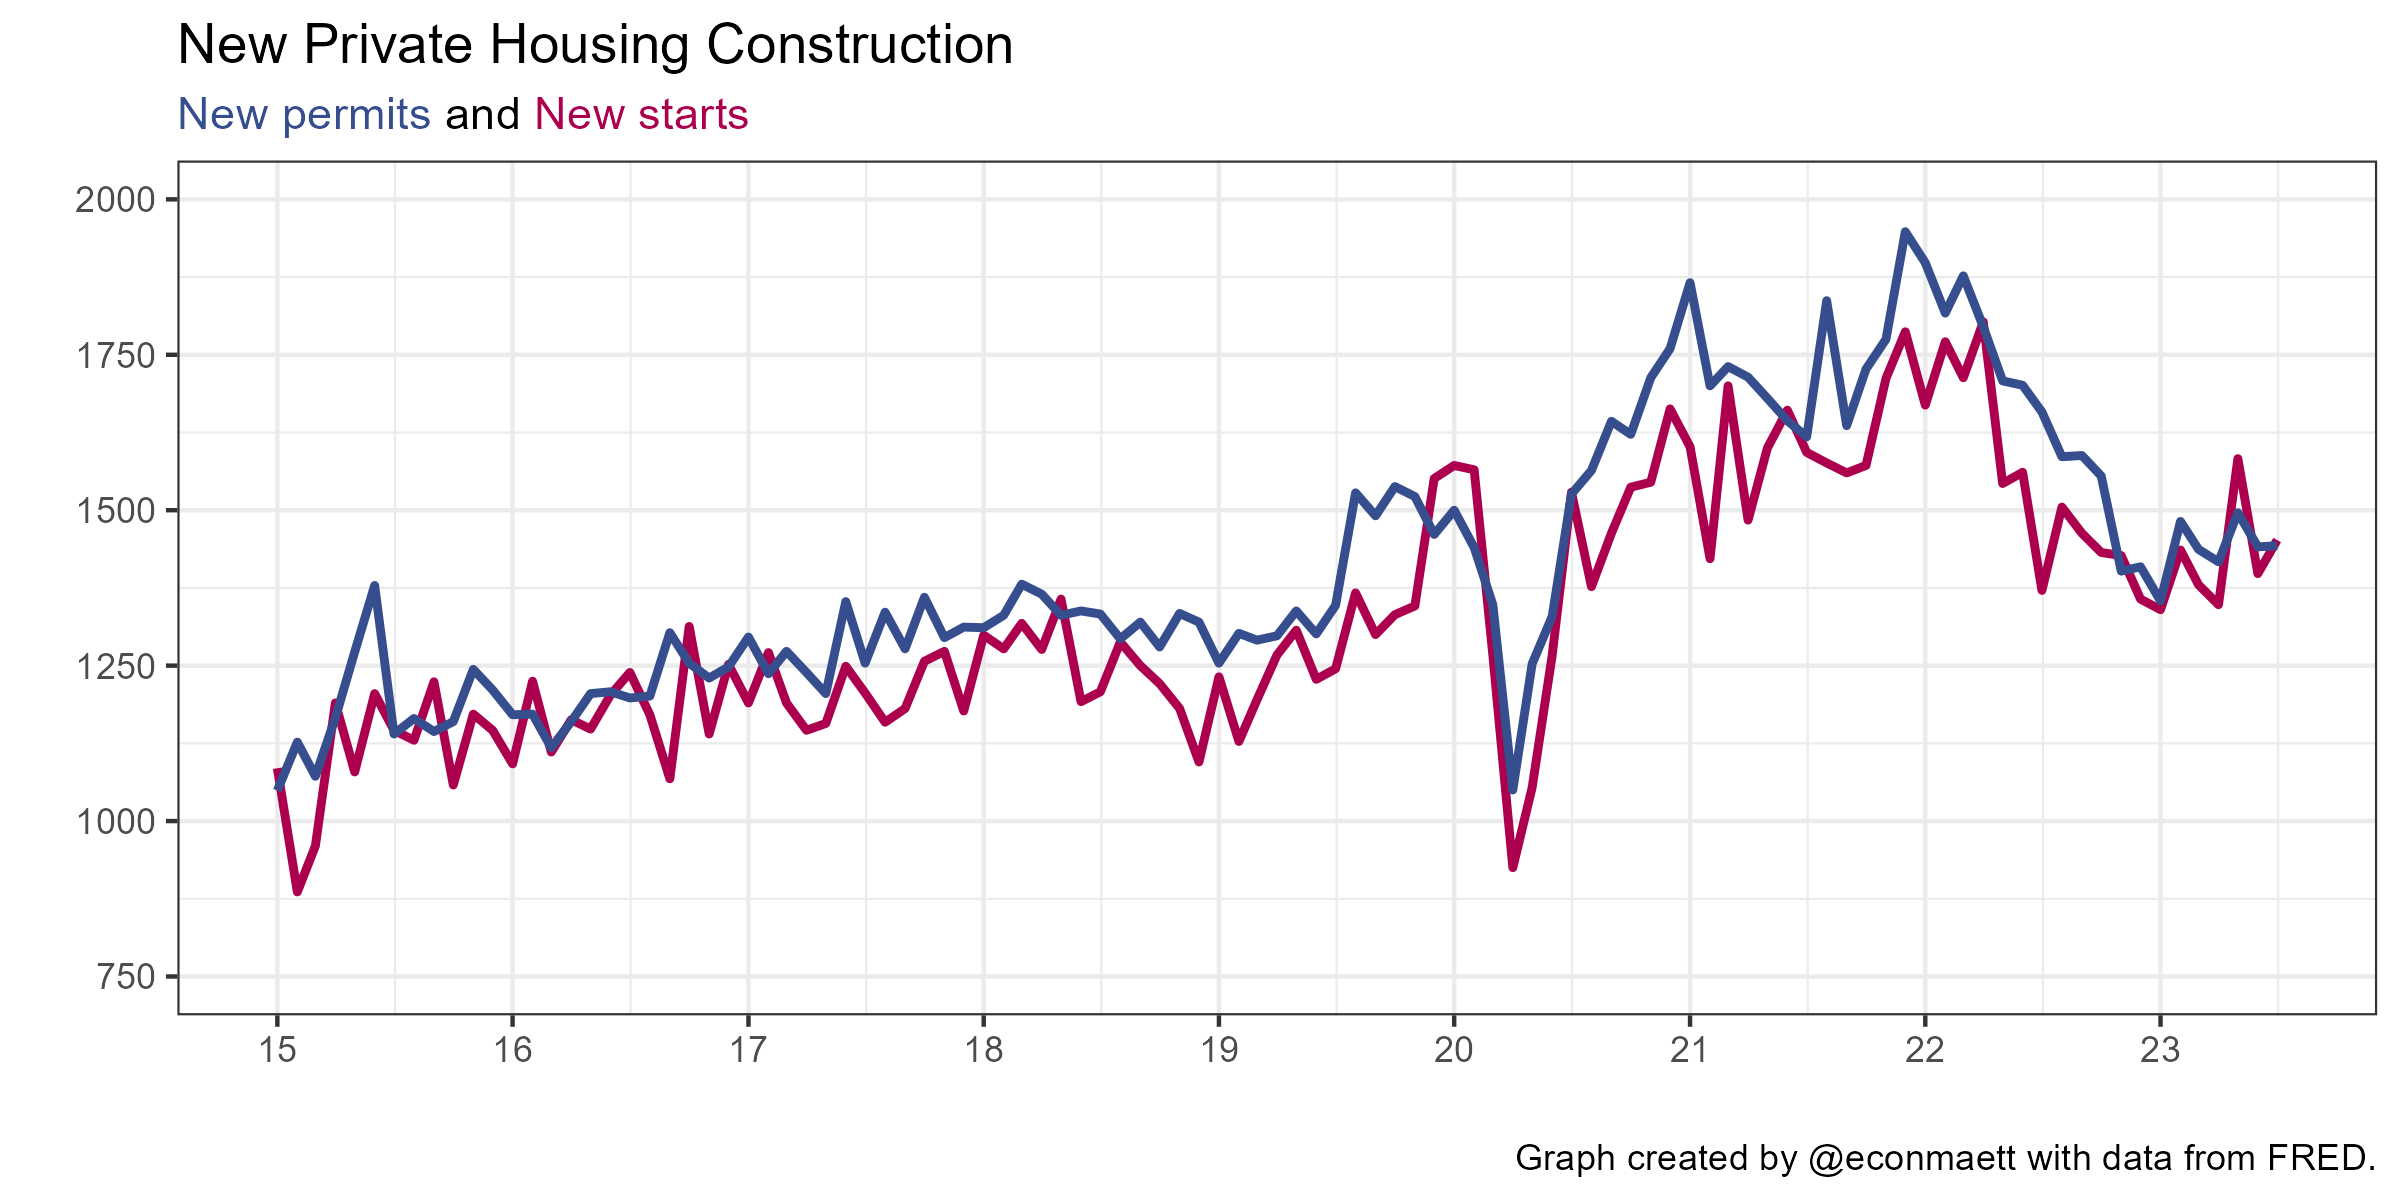 New Private Housing Construction
New permits and New starts
2000
1750
1500
1250
1000
750
15 16 17 18 19 20 21 22 23
Graph created by @econmaett with data from FRED.